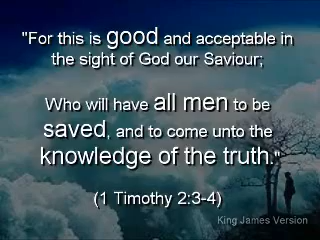 "For this is good and acceptable in
the sight of God our Saviour;
Who will have all men to be
saved, and to come unto the
knowledge of the truth."
(1 Timothy 2:3-4)
King James Version